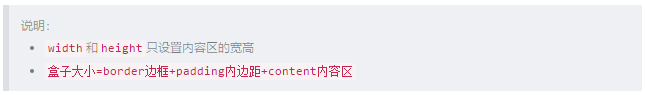 说明：
width 和 height 只设置内容区的宽高
盒子大小=border边框+padding内边距+content内容区